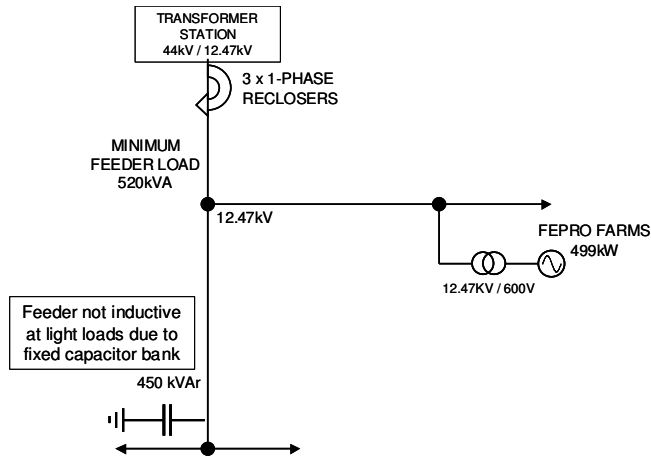 TRANSFORMER
STATION
44kV / 12.47kV
3 x 1-PHASE
RECLOSERS
MINIMUM
FEEDER LOAD
520kVA
12.47kV
FEPRO FARMS
499kW
12.47KV / 600V
Feeder not inductive
at light loads due to
fixed capacitor bank
450 kVAr